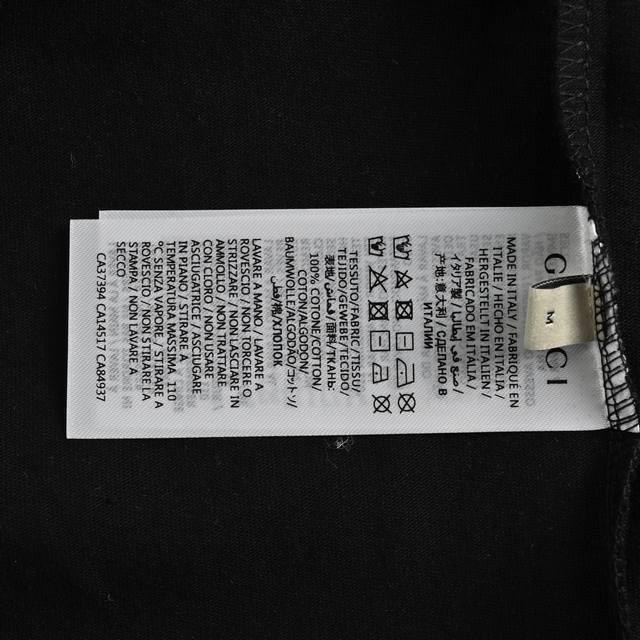 GUCCI
M
MADE IN ITALY / FABRIQUÉ EN
ITALIE / HECHO EN ITALIA /
HERGESTELLT IN ITALIEN/
FABRICADO EM ITALIA /
イタリア製 / صنع في إيطاليا /
产地:意大利 / СДЕЛАНО В
ИТАЛИИ
TESSUTO/FABRIC/TISSU/
TEJIDO/GEWEBE/TECIDO/
表地/قماش/面料/ТКАНЬ:
100% COTONE/COTTON/
COTON/ALGODON/
BAUMWOLLE/ALGODÃO/コットン/
قطن/棉/ХЛОПОК
LAVARE A MANO / LAVARE A
ROVESCIO / NON TORCERE O
STRIZZARE / NON LASCIARE IN
AMMOLLO / NON TRATTARE
CON CLORO / NON USARE
ASCIUGATRICE / ASCIUGARE
IN PIANO / STIRARE A
TEMPERATURA MASSIMA 110
°C SENZA VAPORE / STIRARE A
ROVESCIO / NON STIRARE LA
STAMPA / NON LAVARE A
SECCO
CA37394 CA14517 CA84937